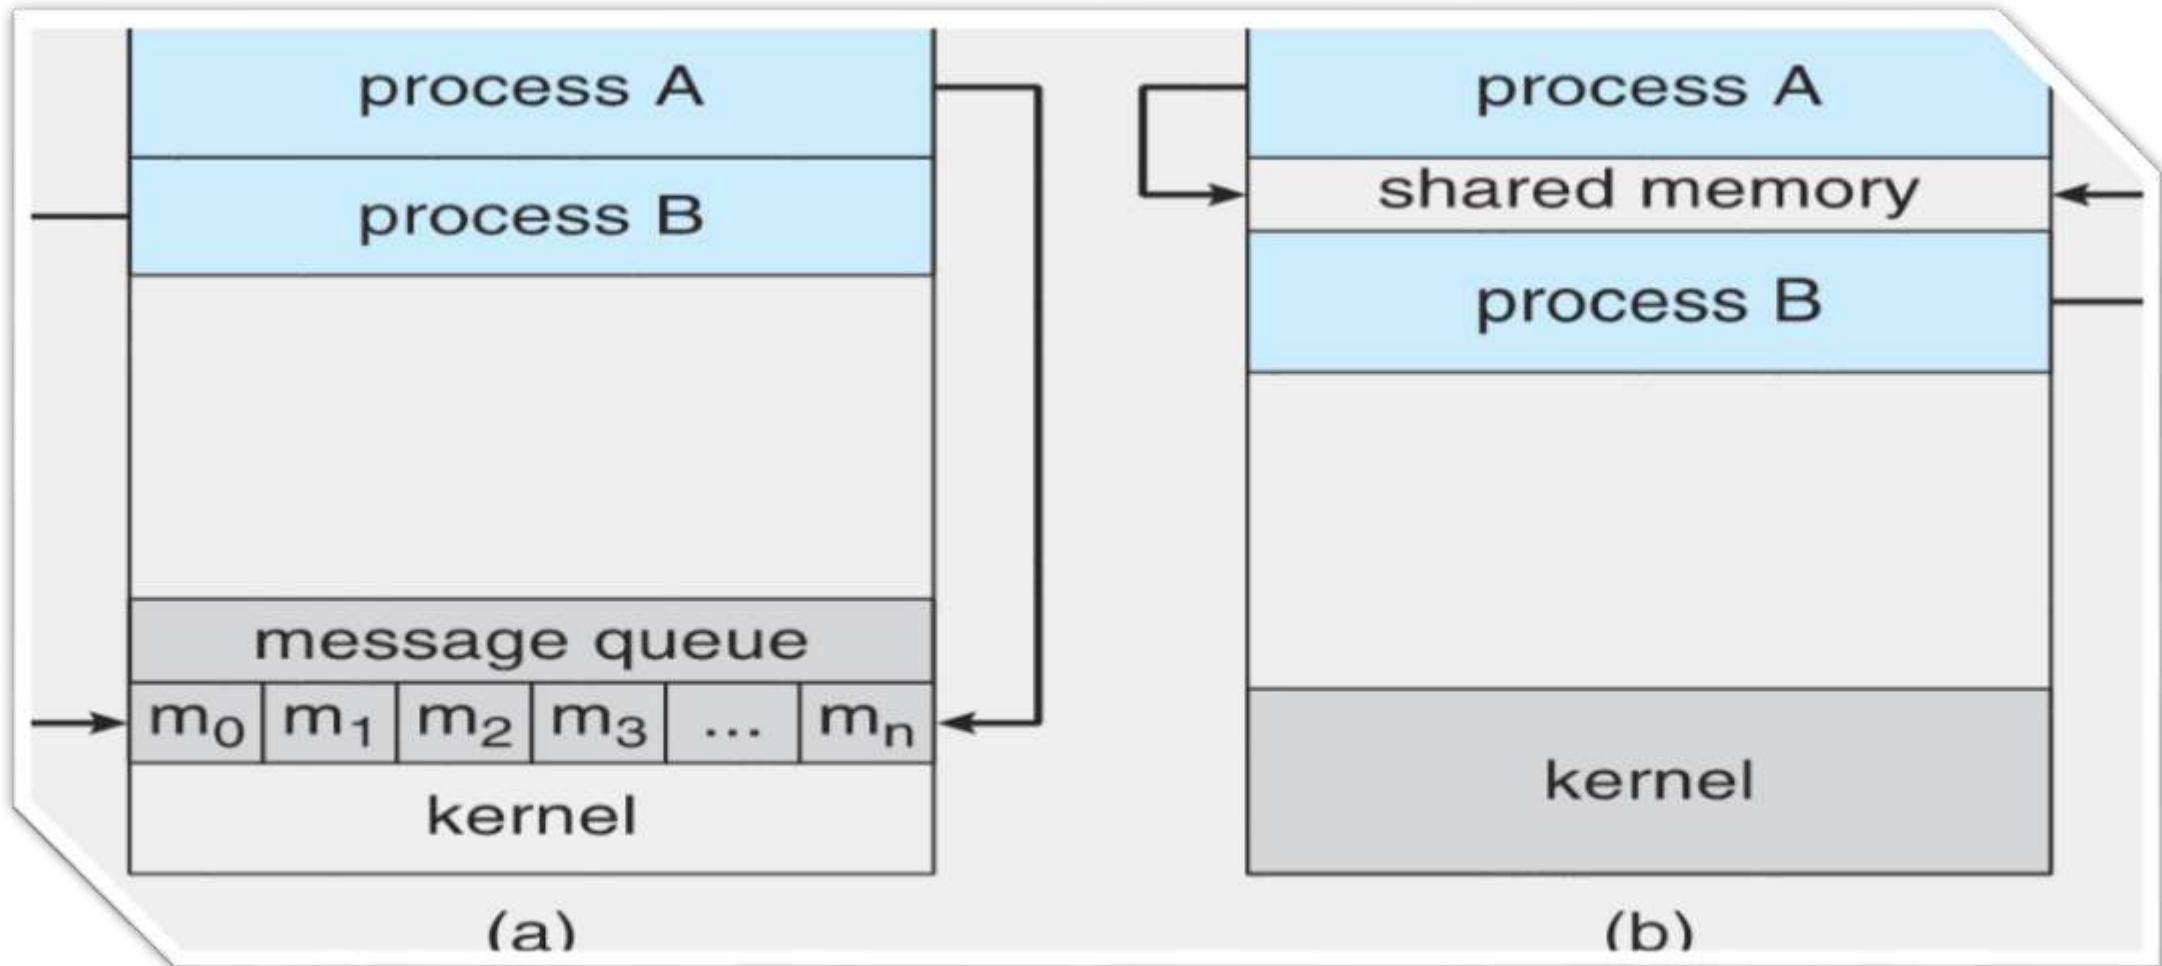 process A
process B
message queue
m0 m1 m2 m3 ... mn
kernel
(a)
process A
shared memory
process B
kernel
(b)